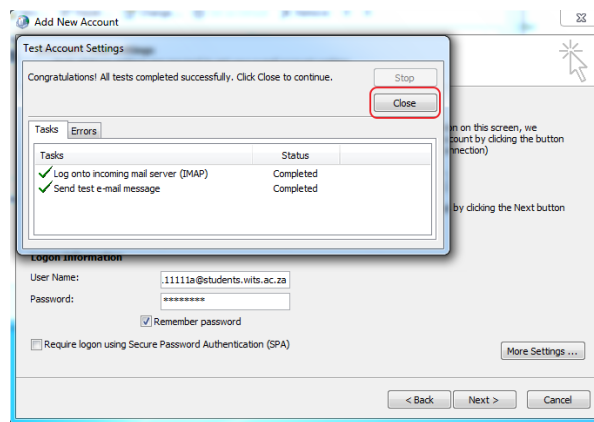 Add New Account
Test Account Settings
Congratulations! All tests completed successfully. Click Close to continue.
Stop
Close
Tasks Errors
Tasks Status
Log onto incoming mail server (IMAP) Completed
Send test e-mail message Completed
on on this screen, we
count by clicking the button
nnection)
by clicking the Next button
Logon Information
User Name: .11111a@students.wits.ac.za
Password: ********
Remember password
Require logon using Secure Password Authentication (SPA)
More Settings ...
< Back Next > Cancel